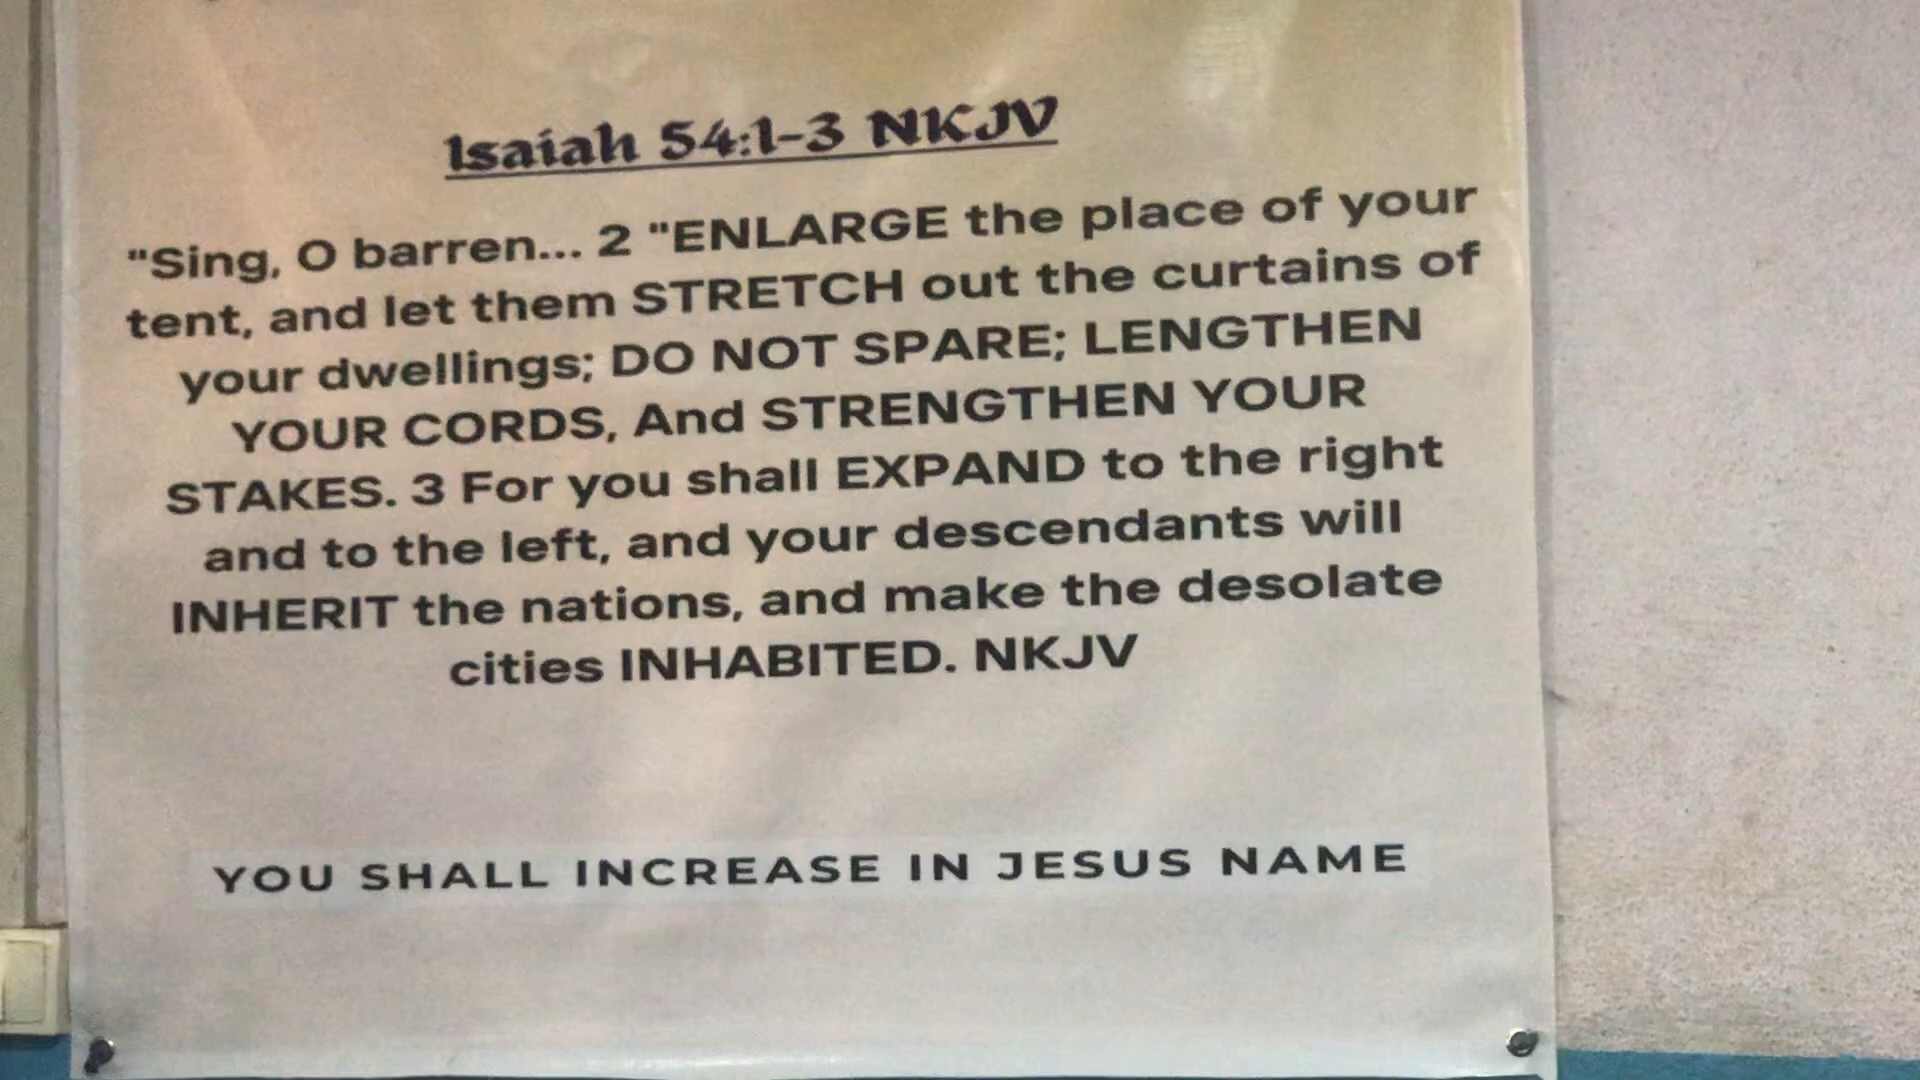 Isaiah 54:1-3 NKJV
"Sing, O barren... 2 "ENLARGE the place of your
tent, and let them STRETCH out the curtains of
your dwellings; DO NOT SPARE; LENGTHEN
YOUR CORDS, And STRENGTHEN YOUR
STAKES. 3 For you shall EXPAND to the right
and to the left, and your descendants will
INHERIT the nations, and make the desolate
cities INHABITED. NKJV
YOU SHALL INCREASE IN JESUS NAME